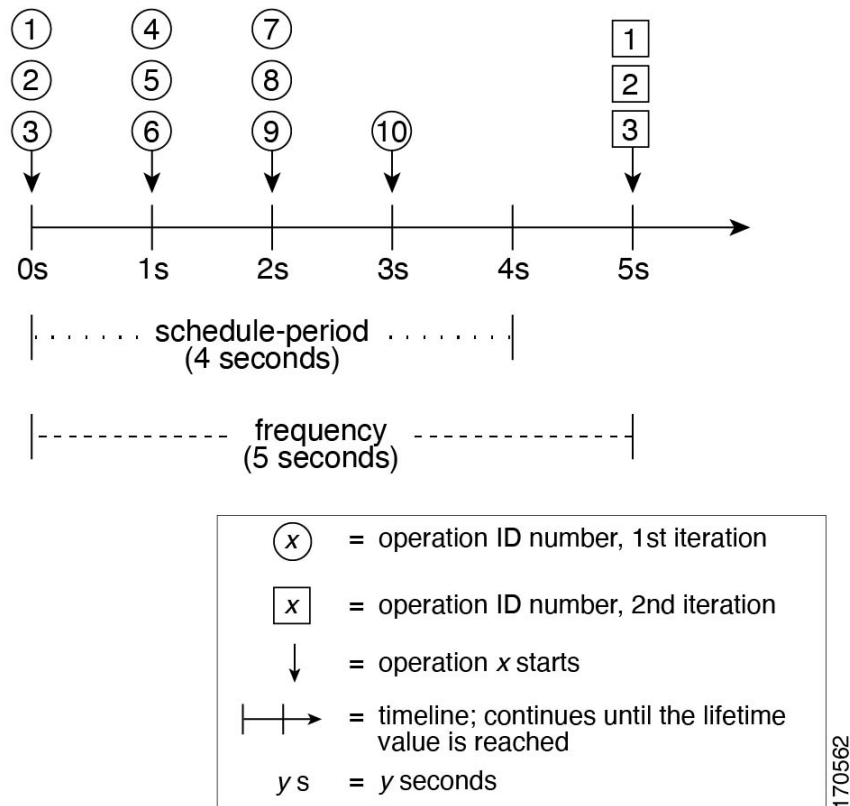 1 4 7 1
2 5 8 2
3 6 9 10 3
0s 1s 2s 3s 4s 5s
schedule-period
(4 seconds)
frequency
(5 seconds)
x = operation ID number, 1st iteration
x = operation ID number, 2nd iteration
= operation x starts
= timeline; continues until the lifetime
value is reached
y s = y seconds
170562